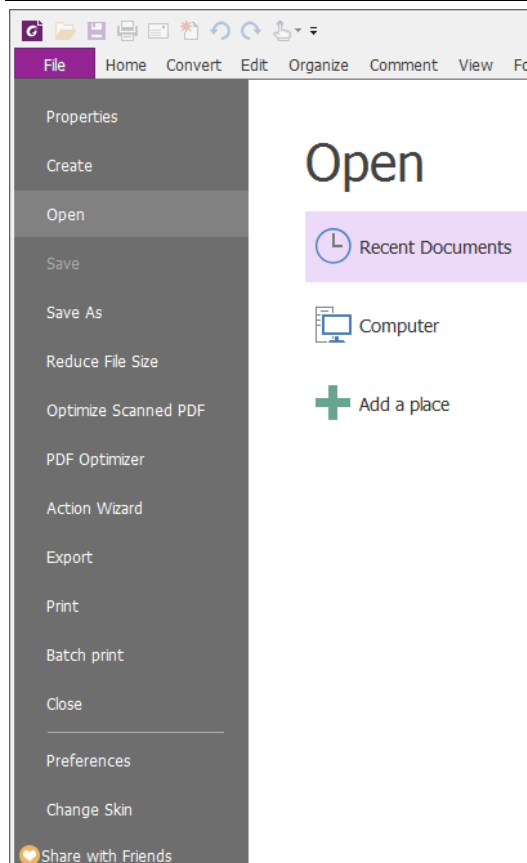 File Home Convert Edit Organize Comment View Fo
Properties
Create
Open
Save
Save As
Reduce File Size
Optimize Scanned PDF
PDF Optimizer
Action Wizard
Export
Print
Batch print
Close
Preferences
Change Skin
Share with Friends
Open
Recent Documents
Computer
Add a place